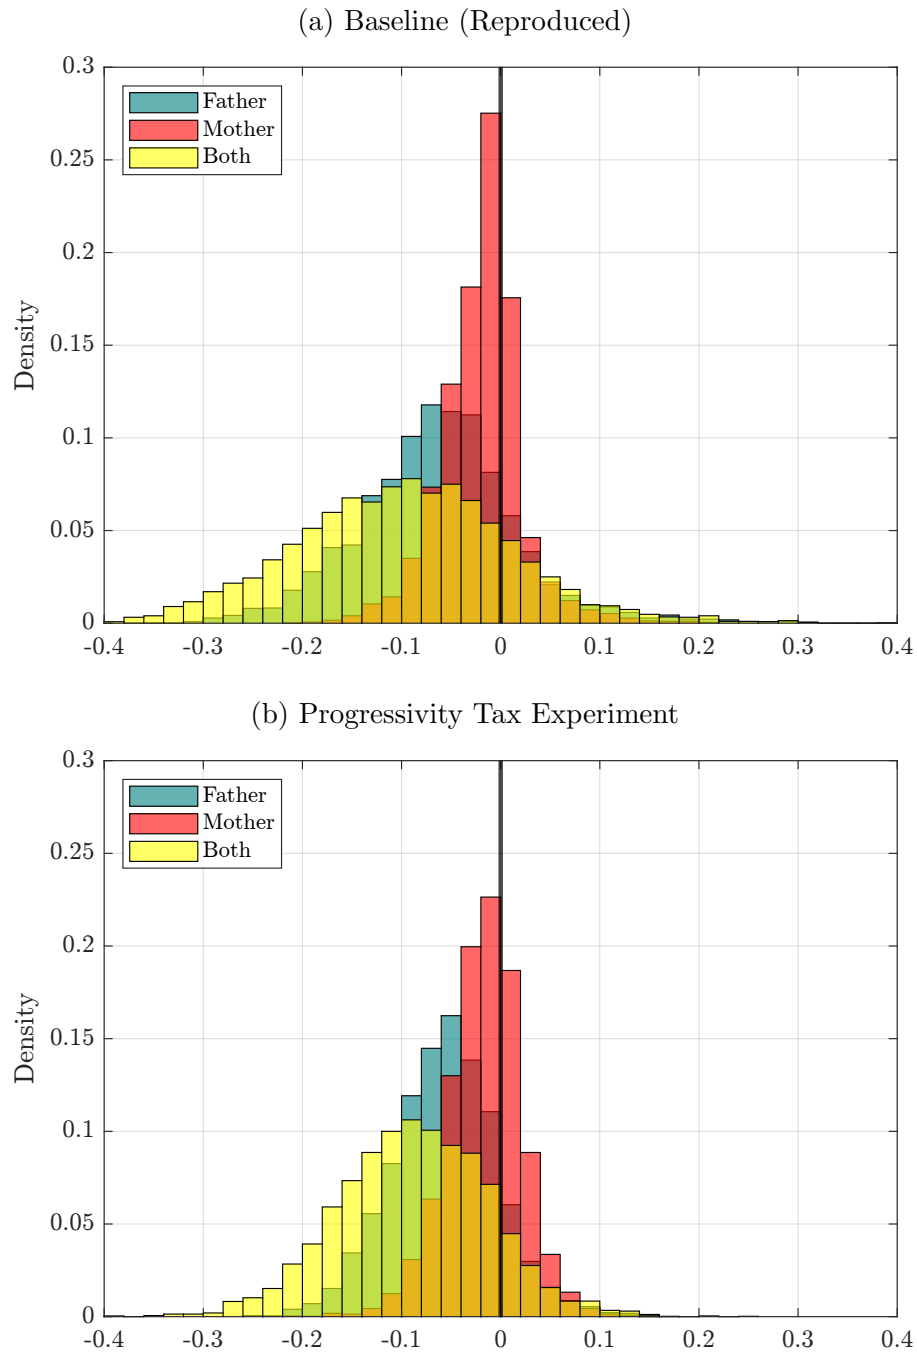 (a) Baseline (Reproduced)
0.3
Father
Mother
Both
0.25
0.2
0.15
0.1
0.05
0
Density
-0.4 -0.3 -0.2 -0.1 0 0.1 0.2 0.3 0.4
(b) Progressivity Tax Experiment
0.3
Father
Mother
Both
0.25
0.2
0.15
0.1
0.05
0
Density
-0.4 -0.3 -0.2 -0.1 0 0.1 0.2 0.3 0.4